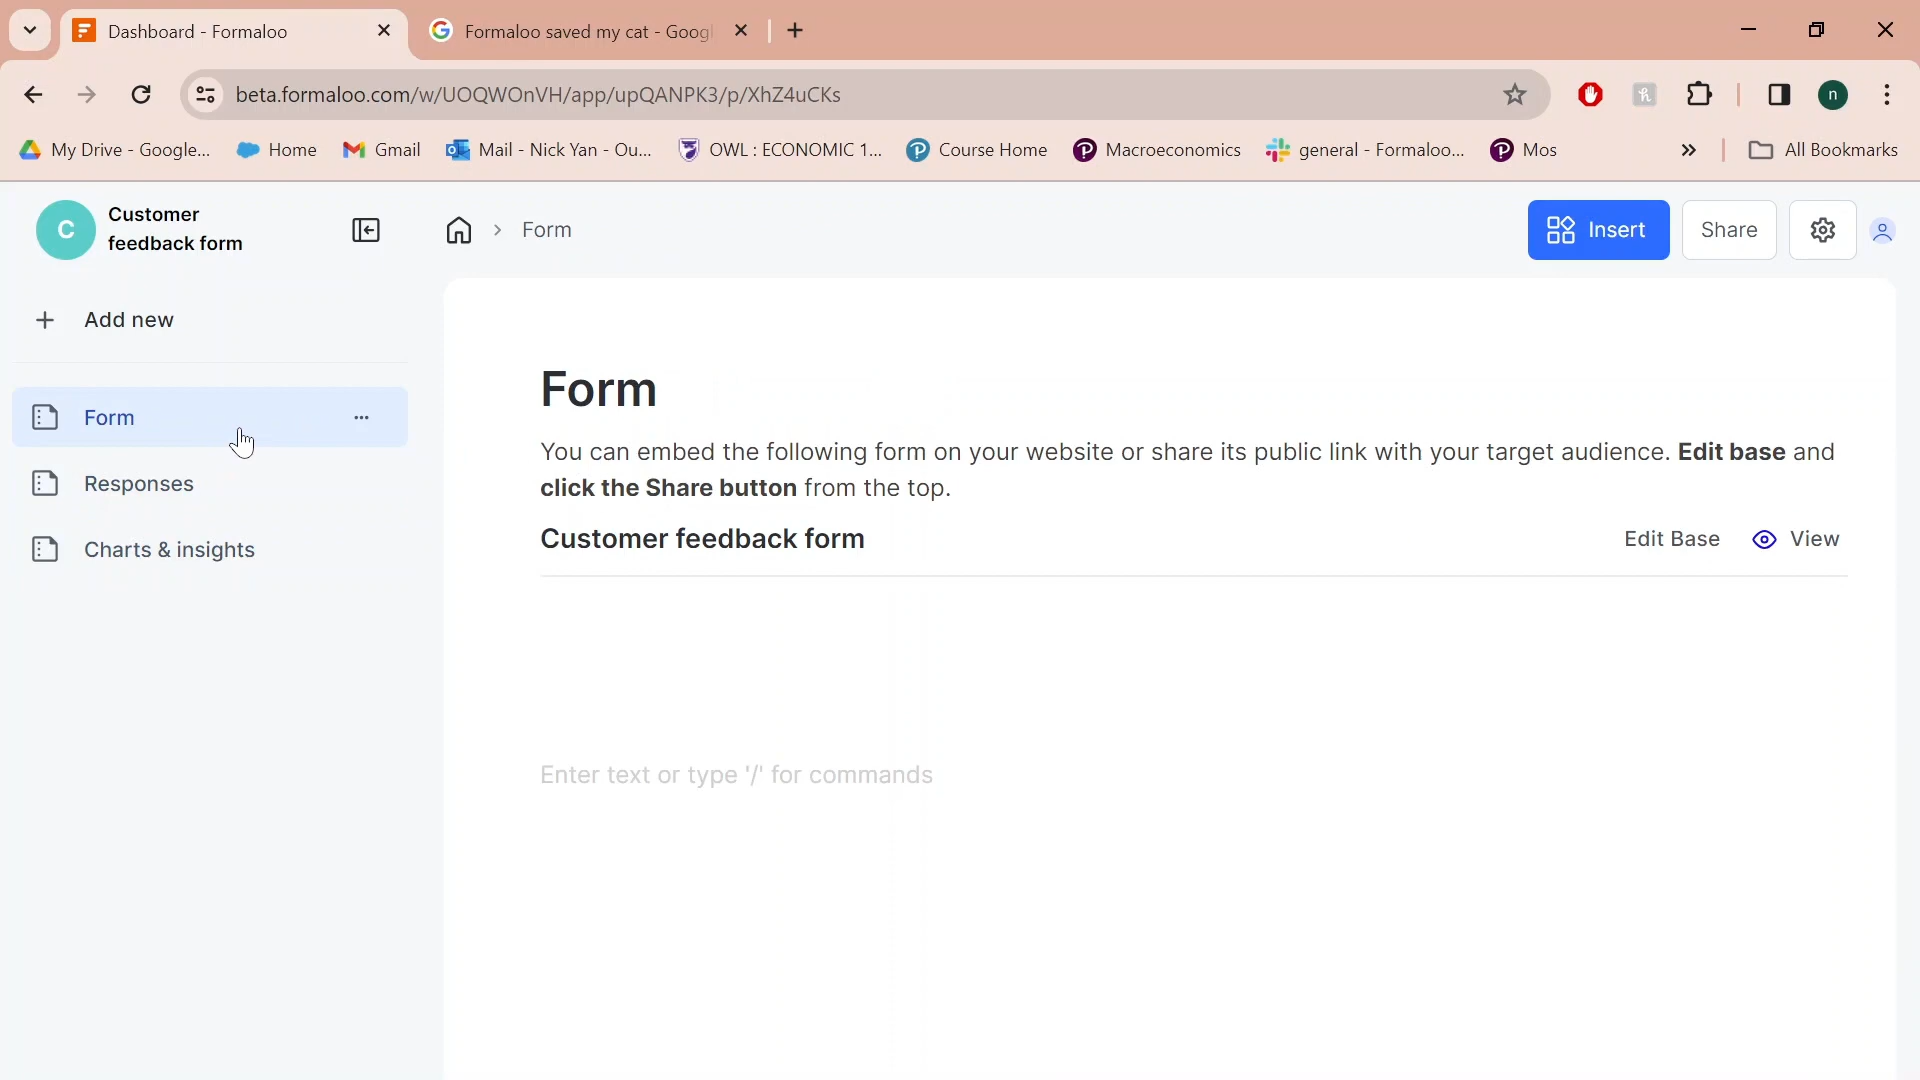 Dashboard - Formaloo
Formaloo saved my cat - Goog
beta.formaloo.com/w/UOQWOnVH/app/upQANPK3/p/XhZ4uCKs
n
My Drive - Google...
Home
Gmail
Mail - Nick Yan - Ou...
OWL : ECONOMIC 1...
Course Home
Macroeconomics
general - Formaloo...
Mos
All Bookmarks
C
Customer
feedback form
Form
Insert
Share
Add new
Form
Responses
Charts & insights
Form
You can embed the following form on your website or share its public link with your target audience. Edit base and
click the Share button from the top.
Customer feedback form
Edit Base
View
Enter text or type '/' for commands